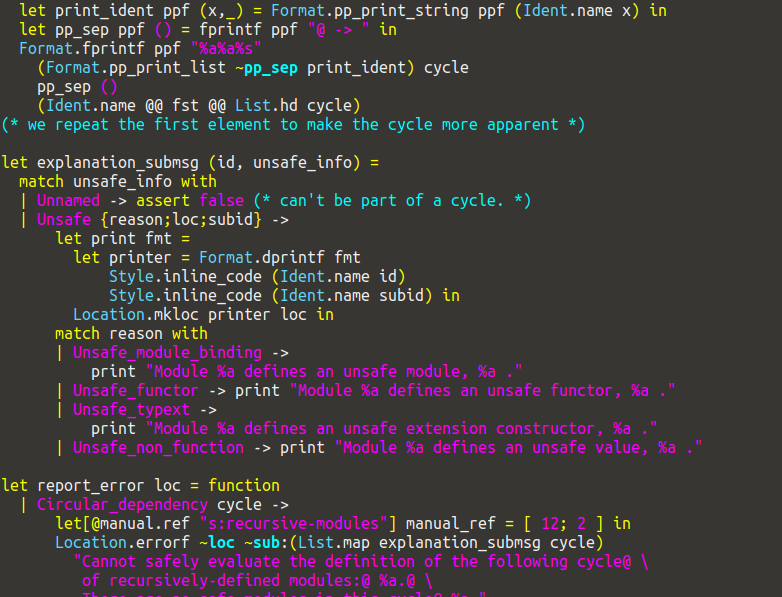 let print_ident ppf (x,_) = Format.pp_print_string ppf (Ident.name x) in
let pp_sep ppf () = fprintf ppf "@ -> " in
Format.fprintf ppf "%a%a%s"
(Format.pp_print_list ~pp_sep print_ident) cycle
pp_sep ()
(Ident.name @@ fst @@ List.hd cycle)
(* we repeat the first element to make the cycle more apparent *)
let explanation_submsg (id, unsafe_info) =
match unsafe_info with
| Unnamed -> assert false (* can't be part of a cycle. *)
| Unsafe {reason;loc;subid} ->
let print fmt =
let printer = Format.dprintf fmt
Style.inline_code (Ident.name id)
Style.inline_code (Ident.name subid) in
Location.mkloc printer loc in
match reason with
| Unsafe_module_binding ->
print "Module %a defines an unsafe module, %a ."
| Unsafe_functor -> print "Module %a defines an unsafe functor, %a ."
| Unsafe_typext ->
print "Module %a defines an unsafe extension constructor, %a ."
| Unsafe_non_function -> print "Module %a defines an unsafe value, %a ."
let report_error loc = function
| Circular_dependency cycle ->
let[@manual.ref "s:recursive-modules"] manual_ref = [ 12; 2 ] in
Location.errorf ~loc ~sub:(List.map explanation_submsg cycle)
"Cannot safely evaluate the definition of the following cycle@ \
of recursively-defined modules:@ %a.@ \
There are no safe modules in this cycle@ %a."